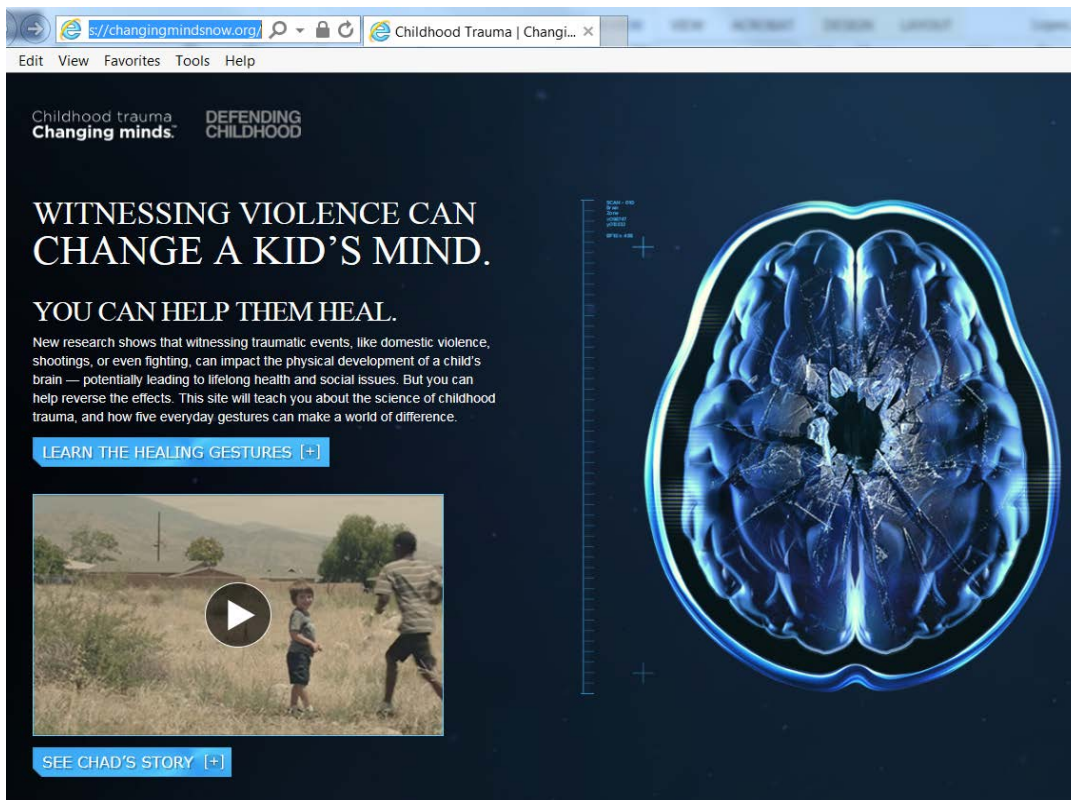 s://changingmindsnow.org/
Childhood Trauma | Changi...
Edit View Favorites Tools Help
Childhood trauma
Changing minds.™
DEFENDING
CHILDHOOD
WITNESSING VIOLENCE CAN
CHANGE A KID'S MIND.
YOU CAN HELP THEM HEAL.
New research shows that witnessing traumatic events, like domestic violence,
shootings, or even fighting, can impact the physical development of a child's
brain — potentially leading to lifelong health and social issues. But you can
help reverse the effects. This site will teach you about the science of childhood
trauma, and how five everyday gestures can make a world of difference.
LEARN THE HEALING GESTURES [+]
SEE CHAD'S STORY [+]